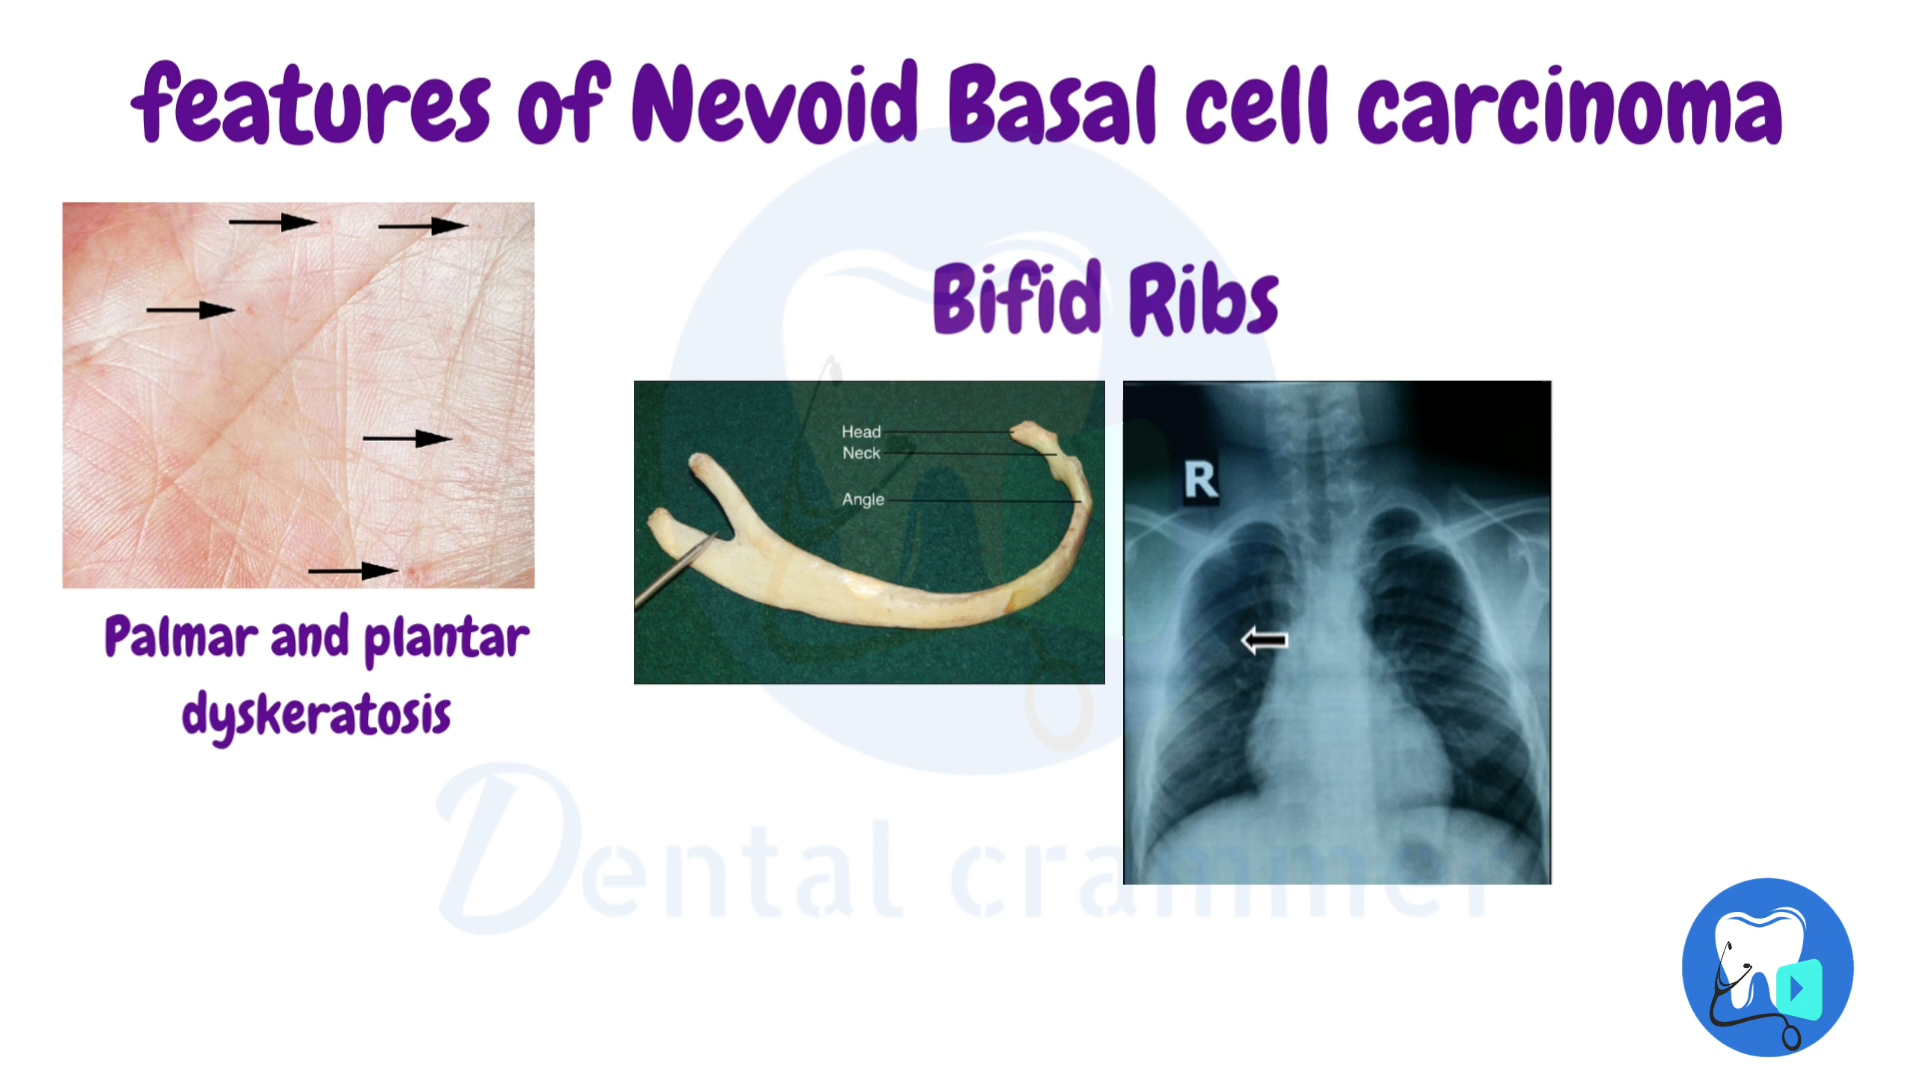 features of Nevoid Basal cell carcinoma
Bifid Ribs
Head
Neck
Angle
R
Palmar and plantar
dyskeratosis
Dental crammer